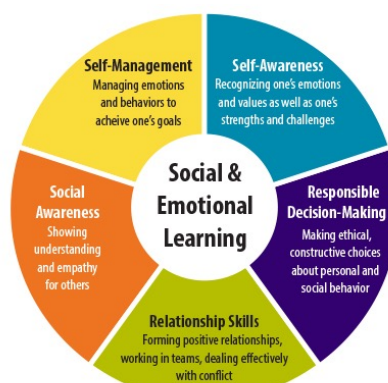 Self-Management
Managing emotions
and behaviors to
acheive one's goals
Self-Awareness
Recognizing one's emotions
and values as well as one's
strengths and challenges
Social
Awareness
Showing
understanding
and empathy
for others
Social &
Emotional
Learning
Responsible
Decision-Making
Making ethical,
constructive choices
about personal and
social behavior
Relationship Skills
Forming positive relationships,
working in teams, dealing effectively
with conflict